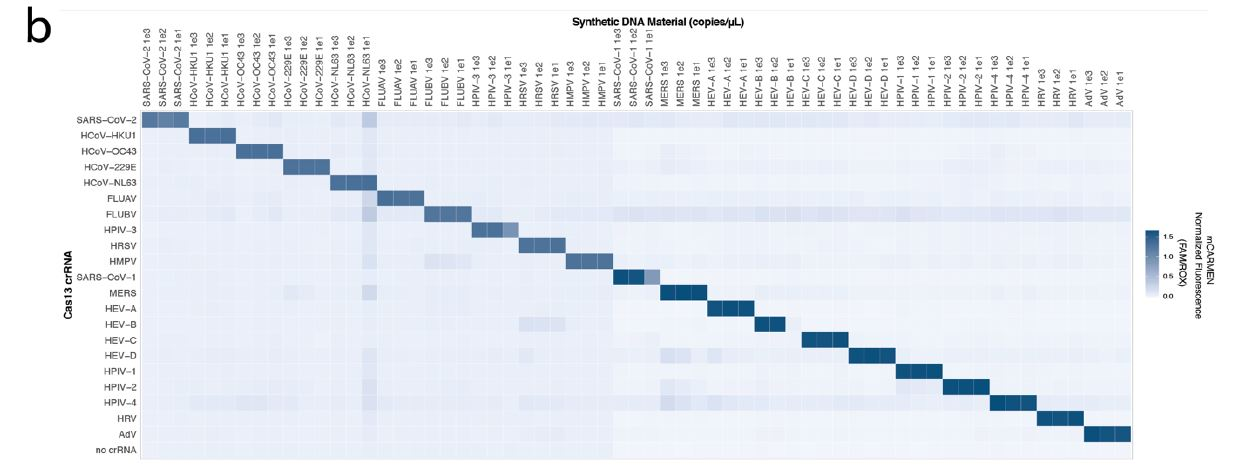 b
Synthetic DNA Material (copies/μL)
SARS-CoV-2 1e3
SARS-CoV-2 1e2
SARS-CoV-2 1e1
HCoV-HKU1 1e3
HCoV-HKU1 1e2
HCoV-HKU1 1e1
HCoV-OC43 1e3
HCoV-OC43 1e2
HCoV-OC43 1e1
HCoV-229E 1e3
HCoV-229E 1e2
HCoV-229E 1e1
HCoV-NL63 1e3
HCoV-NL63 1e2
HCoV-NL63 1e1
FLUAV 1e3
FLUAV 1e2
FLUAV 1e1
FLUBV 1e3
FLUBV 1e2
FLUBV 1e1
HPIV-3 1e3
HPIV-3 1e2
HPIV-3 1e1
HRSV 1e3
HRSV 1e2
HRSV 1e1
HMPV 1e3
HMPV 1e2
HMPV 1e1
SARS-CoV-1 1e3
SARS-CoV-1 1e2
SARS-CoV-1 1e1
MERS 1e3
MERS 1e2
MERS 1e1
HEV-A 1e3
HEV-A 1e2
HEV-A 1e1
HEV-B 1e3
HEV-B 1e2
HEV-B 1e1
HEV-C 1e3
HEV-C 1e2
HEV-C 1e1
HEV-D 1e3
HEV-D 1e2
HEV-D 1e1
HPIV-1 1e3
HPIV-1 1e2
HPIV-1 1e1
HPIV-2 1e3
HPIV-2 1e2
HPIV-2 1e1
HPIV-4 1e3
HPIV-4 1e2
HPIV-4 1e1
HRV 1e3
HRV 1e2
HRV 1e1
AdV 1e3
AdV 1e2
AdV 1e1
Cas13 crRNA
SARS-CoV-2
HCoV-HKU1
HCoV-OC43
HCoV-229E
HCoV-NL63
FLUAV
FLUBV
HPIV-3
HRSV
HMPV
SARS-CoV-1
MERS
HEV-A
HEV-B
HEV-C
HEV-D
HPIV-1
HPIV-2
HPIV-4
HRV
AdV
no crRNA
1.5
1.0
0.5
0.0
mCARMEN
Normalized Fluorescence
(FAM/ROX)